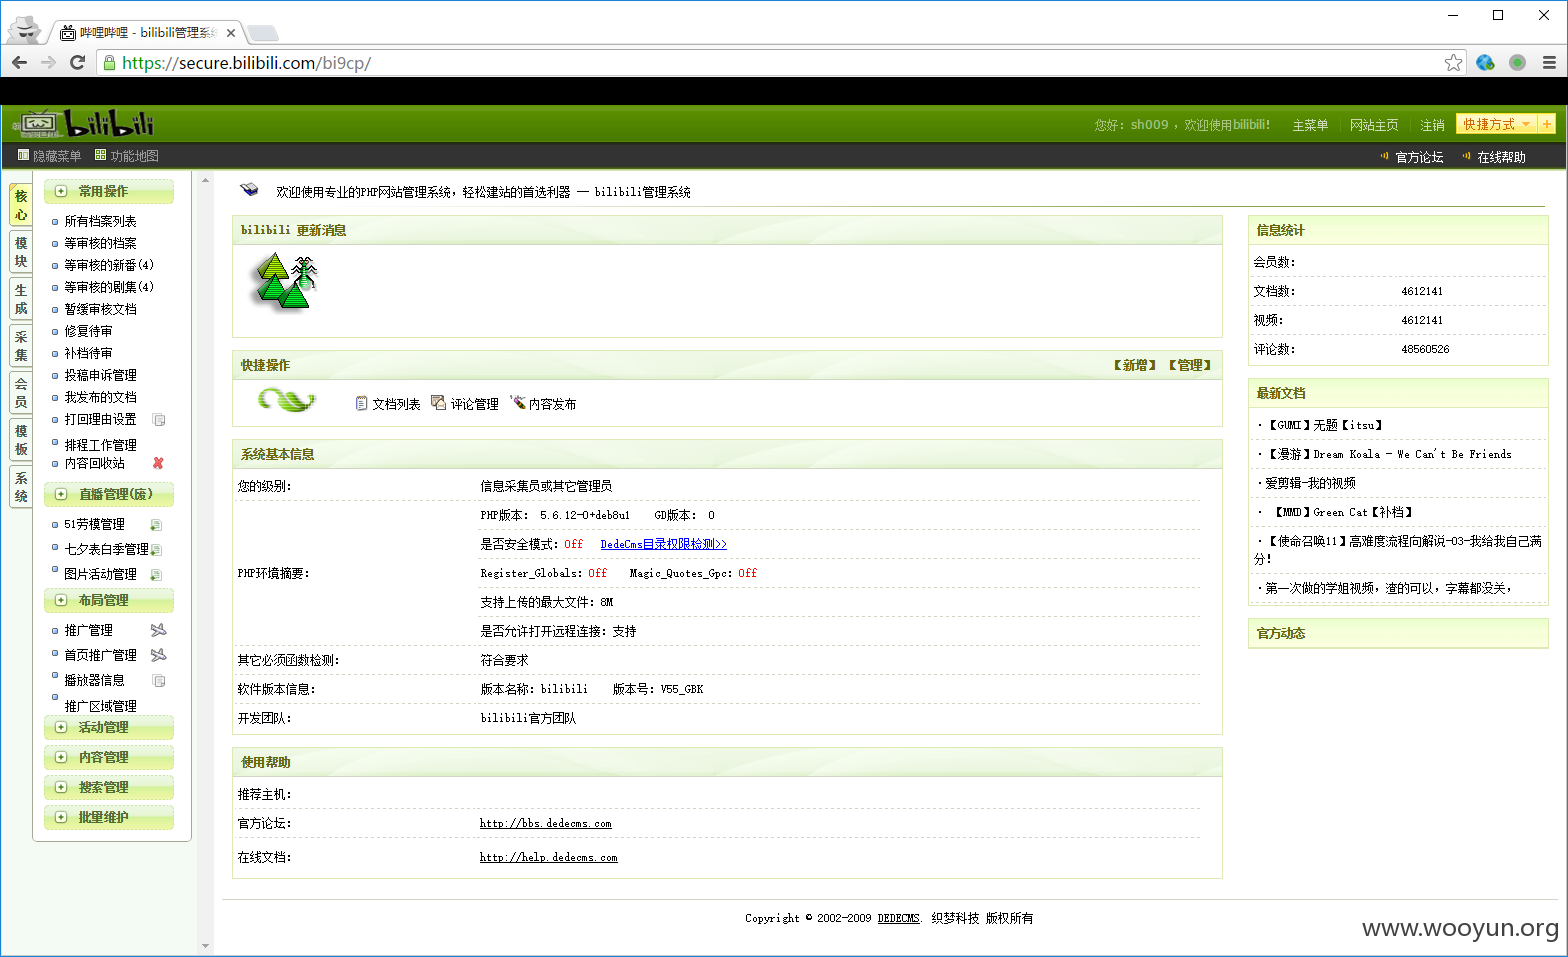 哔哩哔哩 - bilibili管理系统
https://secure.bilibili.com/bi9cp/
bilibili
您好：sh009 ，欢迎使用bilibili！
主菜单
网站主页
注销
快捷方式
隐藏菜单
功能地图
官方论坛
在线帮助
核心
模块
生成
采集
会员
模板
系统
常用操作
所有档案列表
等审核的档案
等审核的新番(4)
等审核的剧集(4)
暂缓审核文档
修复待审
补档待审
投稿申诉管理
我发布的文档
打回理由设置
排程工作管理
内容回收站
直播管理(废)
51劳模管理
七夕表白季管理
图片活动管理
布局管理
推广管理
首页推广管理
播放器信息
推广区域管理
活动管理
内容管理
搜索管理
批量维护
欢迎使用专业的PHP网站管理系统，轻松建站的首选利器 — bilibili管理系统
bilibili 更新消息
快捷操作
【新增】 【管理】
文档列表
评论管理
内容发布
系统基本信息
您的级别：
信息采集员或其它管理员
PHP环境摘要：
PHP版本： 5.6.12-0+deb8u1 GD版本： 0
是否安全模式：Off DedeCms目录权限检测>>
Register_Globals：Off Magic_Quotes_Gpc：Off
支持上传的最大文件：8M
是否允许打开远程连接：支持
其它必须函数检测：
符合要求
软件版本信息：
版本名称：bilibili 版本号：V55_GBK
开发团队：
bilibili官方团队
使用帮助
推荐主机：
官方论坛：
http://bbs.dedecms.com
在线文档：
http://help.dedecms.com
信息统计
会员数：
文档数： 4612141
视频： 4612141
评论数： 48560526
最新文档
·【GUMI】无题【itsu】
·【漫游】Dream Koala - We Can't Be Friends
·爱剪辑-我的视频
· 【MMD】Green Cat【补档】
·【使命召唤11】高难度流程向解说-03-我给我自己满
分！
·第一次做的学姐视频，渣的可以，字幕都没关，
官方动态
Copyright © 2002-2009 DEDECMS. 织梦科技 版权所有
www.wooyun.org